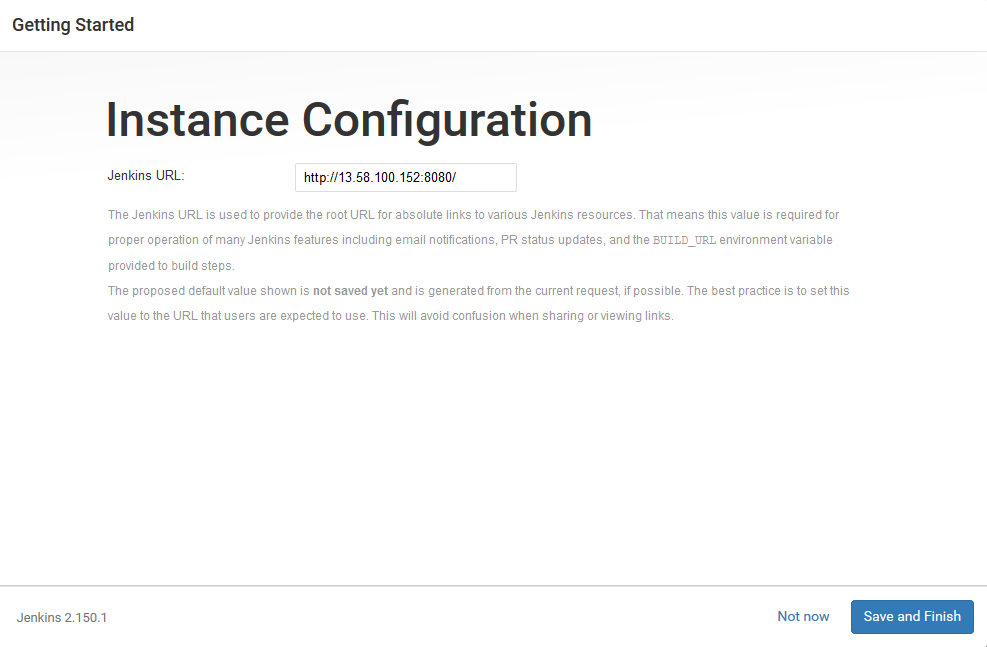 Getting Started
Instance Configuration
Jenkins URL:
http://13.58.100.152:8080/
The Jenkins URL is used to provide the root URL for absolute links to various Jenkins resources. That means this value is required for
proper operation of many Jenkins features including email notifications, PR status updates, and the BUILD_URL environment variable
provided to build steps.
The proposed default value shown is not saved yet and is generated from the current request, if possible. The best practice is to set this
value to the URL that users are expected to use. This will avoid confusion when sharing or viewing links.
Jenkins 2.150.1
Not now
Save and Finish